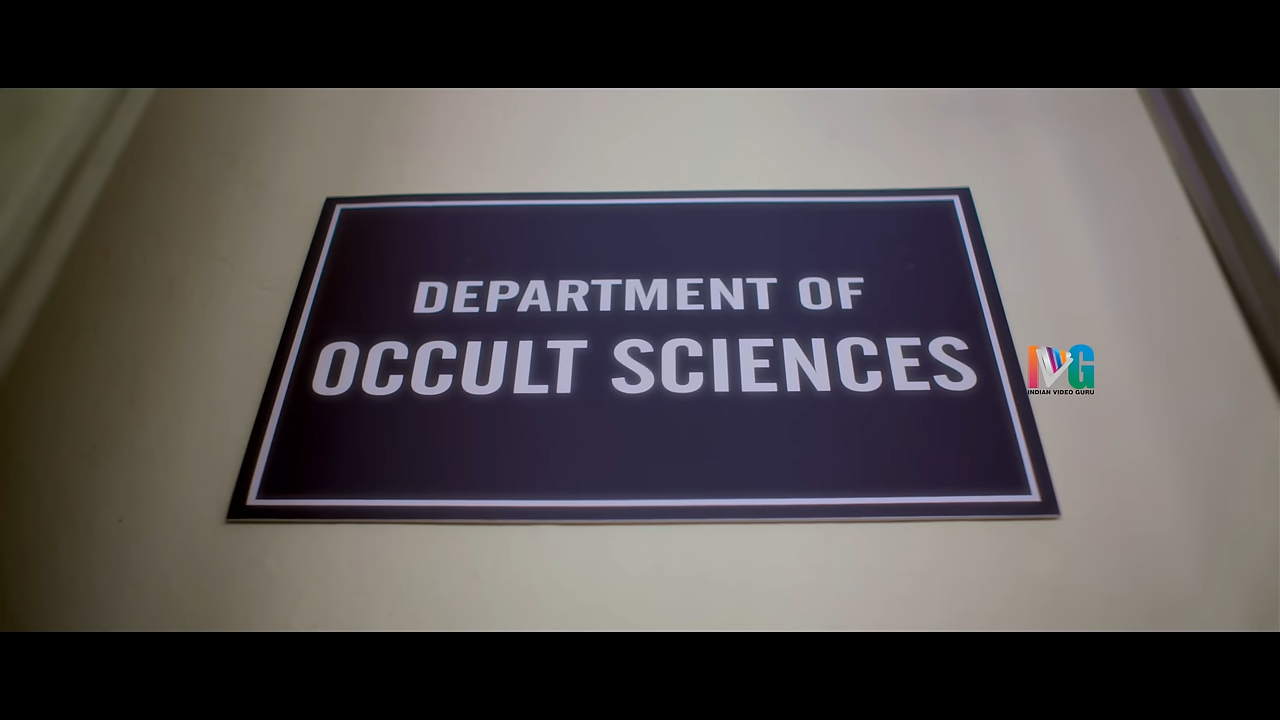 DEPARTMENT OF
OCCULT SCIENCES
IVG
INDIAN VIDEO GURU